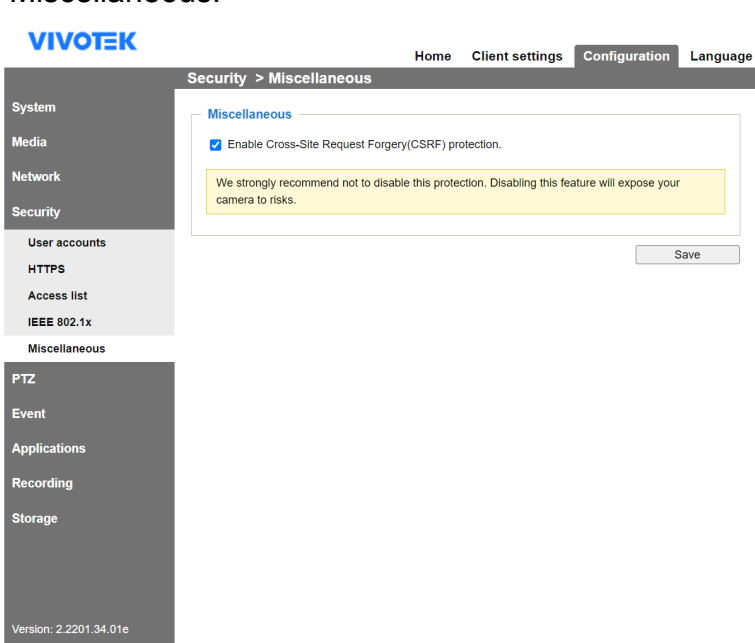 Miscellaneous.
VIVOTEK
Home Client settings Configuration Language
Security > Miscellaneous
System
Media
Network
Security
User accounts
HTTPS
Access list
IEEE 802.1x
Miscellaneous
PTZ
Event
Applications
Recording
Storage
Version: 2.2201.34.01e
Miscellaneous
Enable Cross-Site Request Forgery(CSRF) protection.
We strongly recommend not to disable this protection. Disabling this feature will expose your
camera to risks.
Save